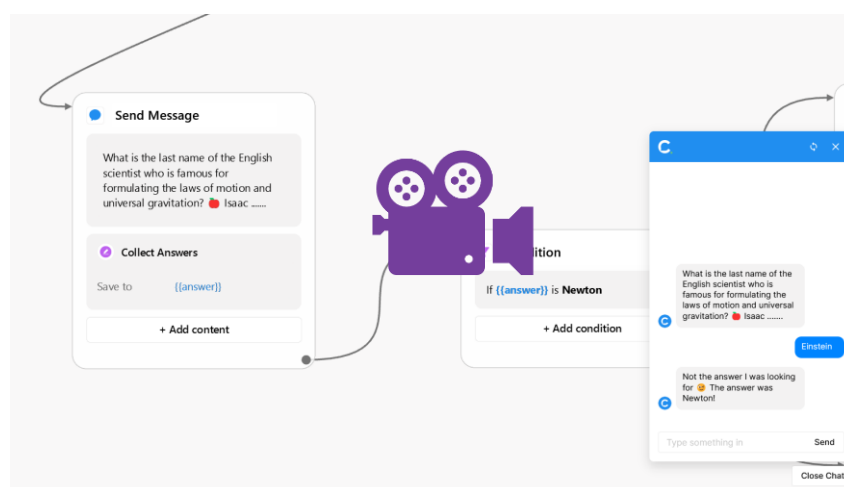 Send Message
What is the last name of the English
scientist who is famous for
formulating the laws of motion and
universal gravitation? 🍎 Isaac ......
Collect Answers
Save to {{answer}}
+ Add content
ition
If {{answer}} is Newton
+ Add condition
C
What is the last name of the
English scientist who is
famous for formulating the
laws of motion and universal
gravitation? 🍎 Isaac .......
Einstein
Not the answer I was looking
for 😕 The answer was
Newton!
Type something in Send
Close Chat